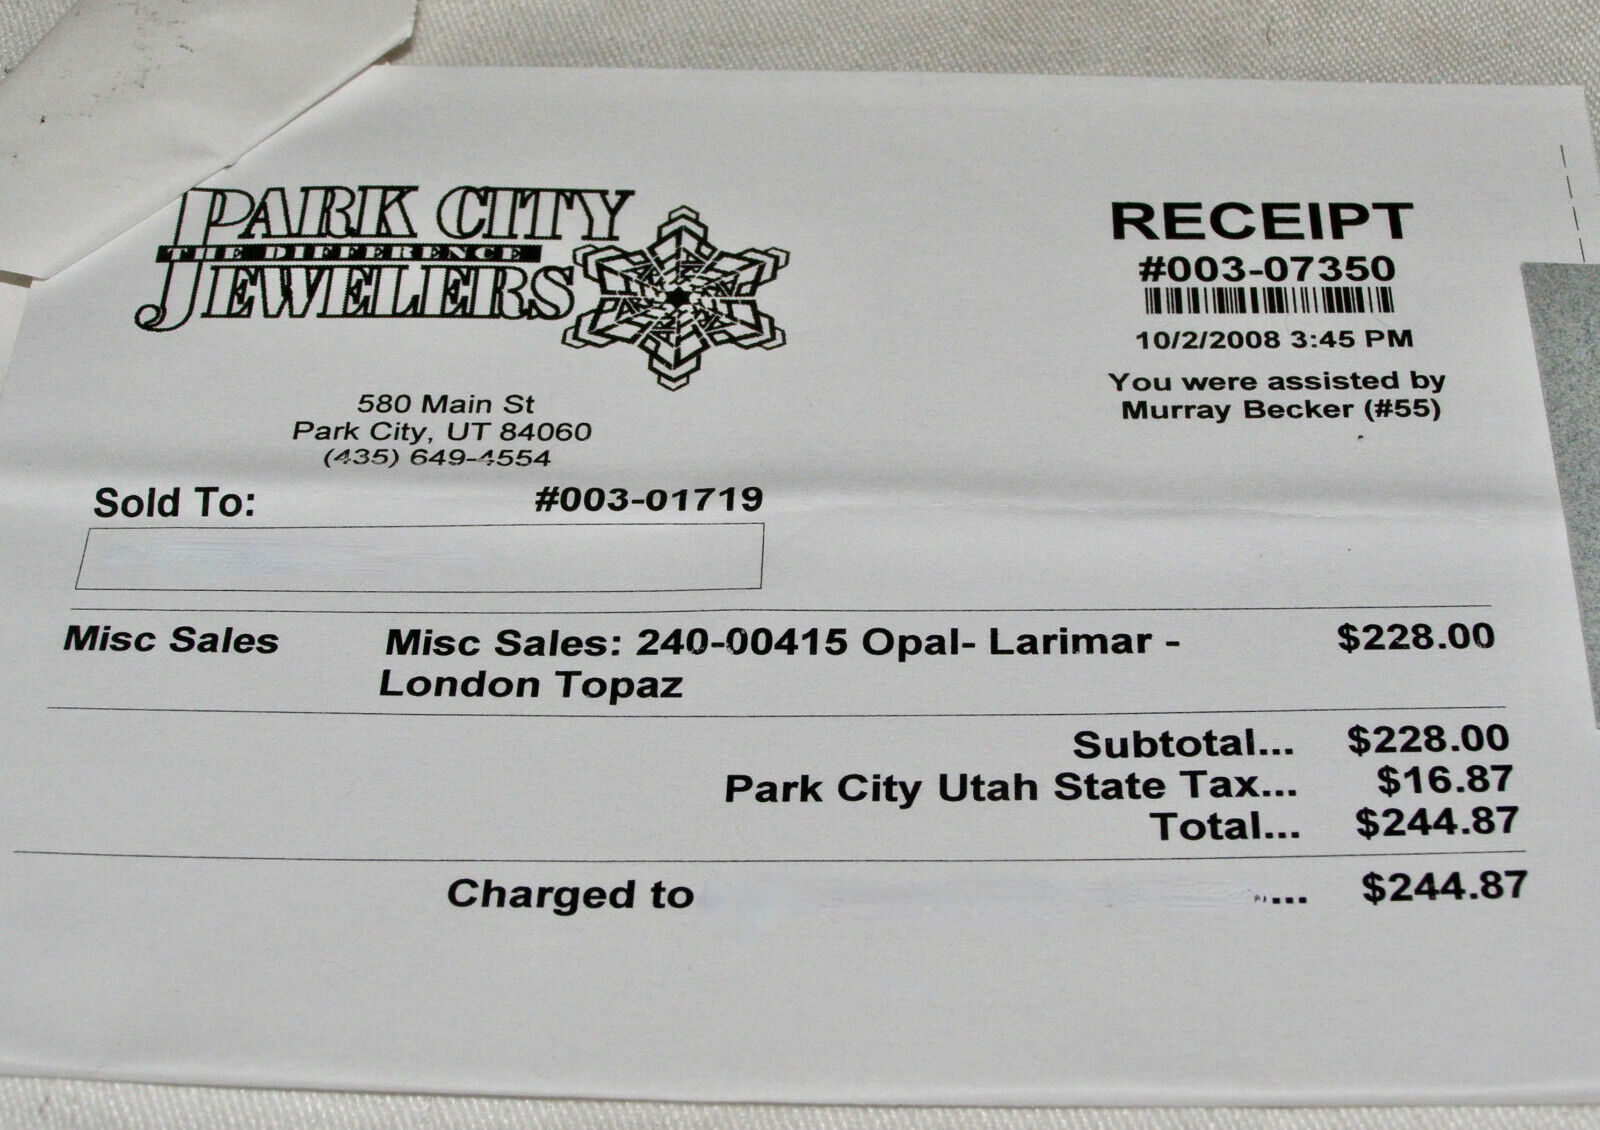 PARK CITY
THE DIFFERENCE
JEWELERS
580 Main St
Park City, UT 84060
(435) 649-4554
RECEIPT
#003-07350
10/2/2008 3:45 PM
You were assisted by
Murray Becker (#55)
Sold To: #003-01719
Misc Sales Misc Sales: 240-00415 Opal- Larimar - $228.00
London Topaz
Subtotal... $228.00
Park City Utah State Tax... $16.87
Total... $244.87
Charged to ... $244.87